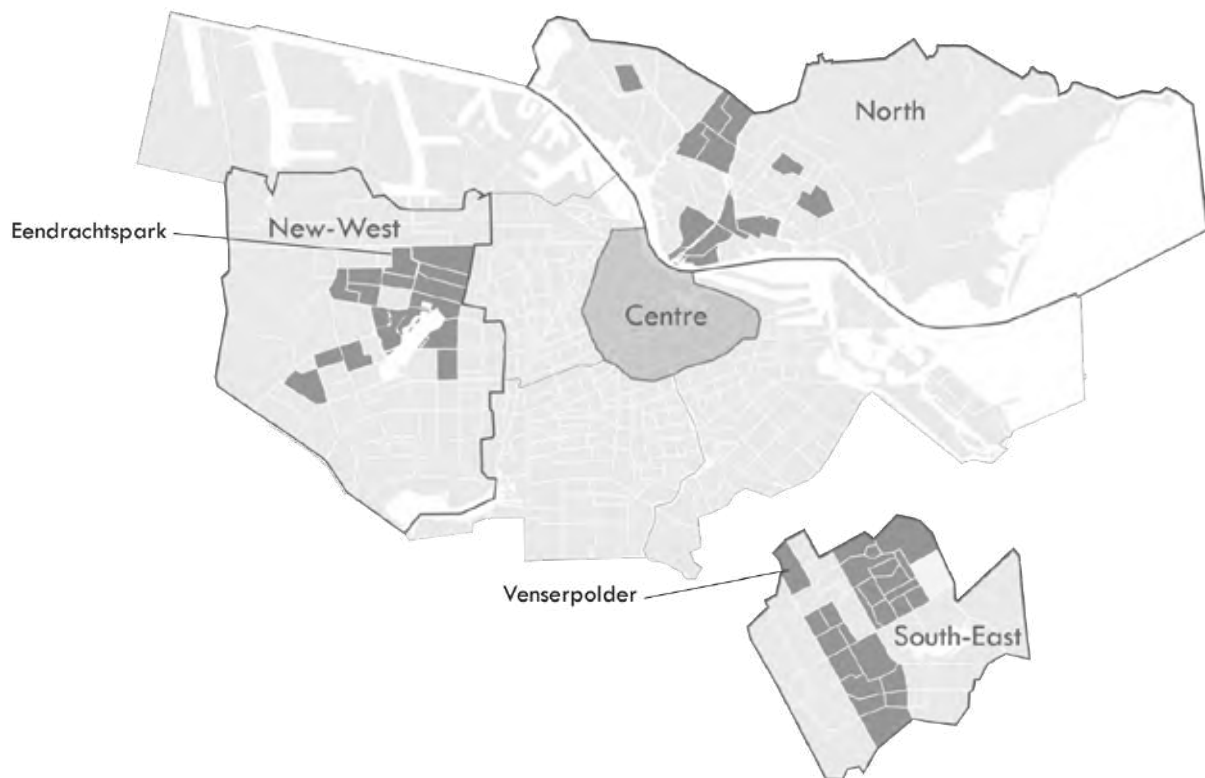 North
New-West
Eendrachtspark
Centre
Venserpolder
South-East